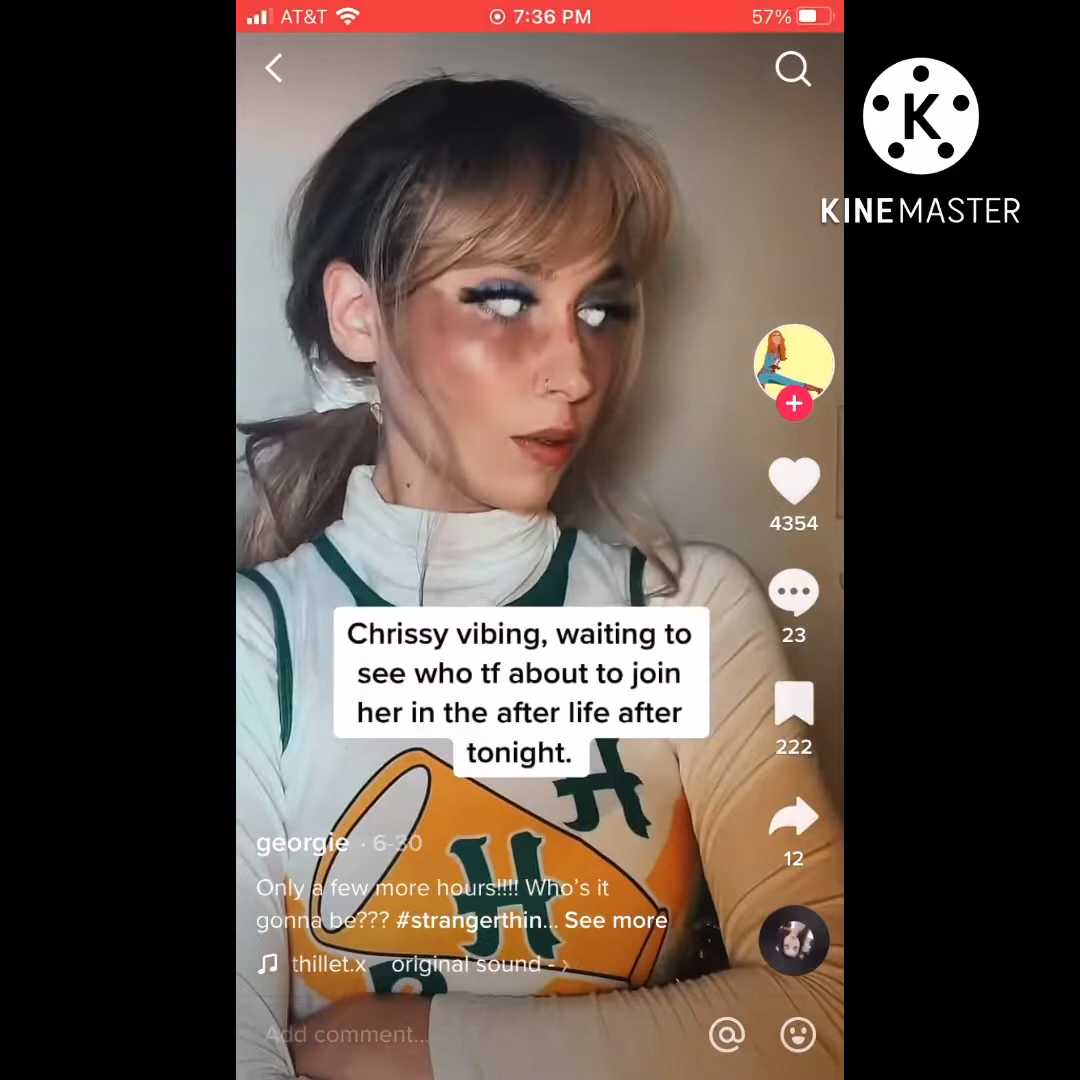 AT&T 7:36 PM 57%
KINEMASTER
4354
Chrissy vibing, waiting to
see who tf about to join
her in the after life after
tonight.
23
222
georgie · 6-30
12
Only a few more hours!!!! Who's it
gonna be??? #strangerthin... See more
thillet.x original sound -
Add comment...
H
H